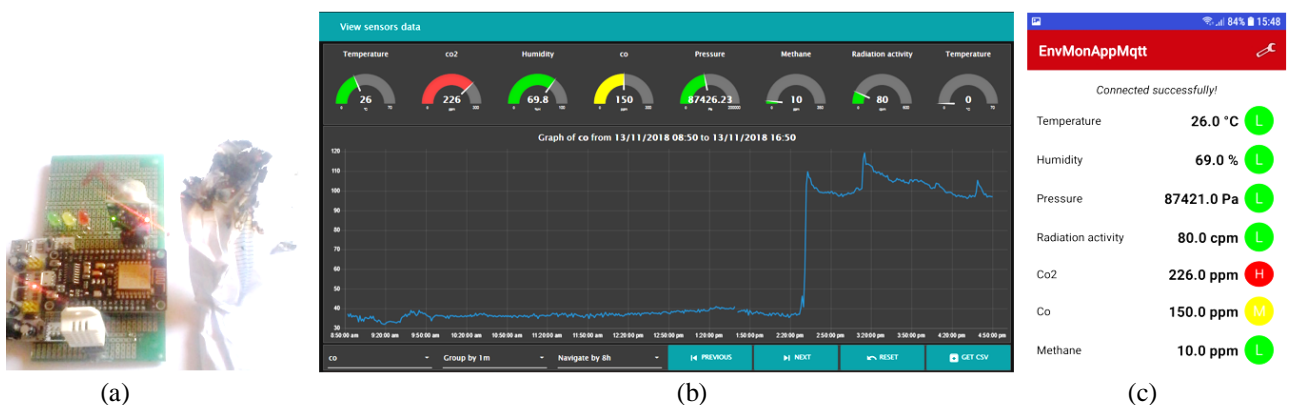 View sensors data
Temperature co2 Humidity co Pressure Methane Radiation activity Temperature
26 226 69.8 150 87426.23 10 80 0
°C ppm ppm Pa ppm °C
Graph of co from 13/11/2018 08:50 to 13/11/2018 16:50
120
110
100
90
80
70
60
50
40
30
8:50:00 am 9:20:00 am 9:50:00 am 10:20:00 am 10:50:00 am 11:20:00 am 11:50:00 am 12:20:00 pm 12:50:00 pm 1:20:00 pm 1:50:00 pm 2:20:00 pm 2:50:00 pm 3:20:00 pm 3:50:00 pm 4:20:00 pm 4:50:00 pm
co Group by 1m Navigate by 8h PREVIOUS NEXT RESET GET CSV
84% 15:48
EnvMonAppMqtt
Connected successfully!
Temperature 26.0 °C L
Humidity 69.0 % L
Pressure 87421.0 Pa L
Radiation activity 80.0 cpm L
Co2 226.0 ppm H
Co 150.0 ppm M
Methane 10.0 ppm L
(a) (b) (c)